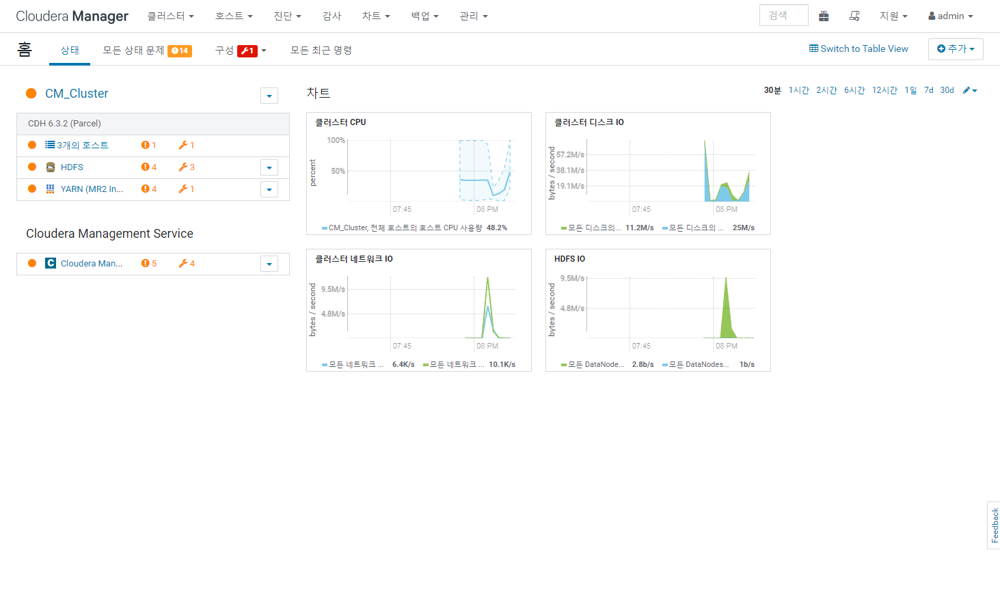 Cloudera Manager 클러스터 호스트 진단 감사 차트 백업 관리 검색 지원 admin
홈 상태 모든 상태 문제 14 구성 1 모든 최근 명령 Switch to Table View 추가
CM_Cluster
CDH 6.3.2 (Parcel)
3개의 호스트 1 1
HDFS 4 3
YARN (MR2 In... 4 1
Cloudera Management Service
Cloudera Man... 5 4
차트
30분 1시간 2시간 6시간 12시간 1일 7d 30d
클러스터 CPU
percent
100%
50%
07:45 08 PM
CM_Cluster, 전체 호스트의 호스트 CPU 사용량 48.2%
클러스터 디스크 IO
bytes / second
57.2M/s
38.1M/s
19.1M/s
07:45 08 PM
모든 디스크의... 11.2M/s 모든 디스크의 ... 25M/s
클러스터 네트워크 IO
bytes / second
9.5M/s
4.8M/s
07:45 08 PM
모든 네트워크 ... 6.4K/s 모든 네트워크 ... 10.1K/s
HDFS IO
bytes / second
9.5M/s
4.8M/s
07:45 08 PM
모든 DataNode... 2.8b/s 모든 DataNodes... 1b/s
Feedback